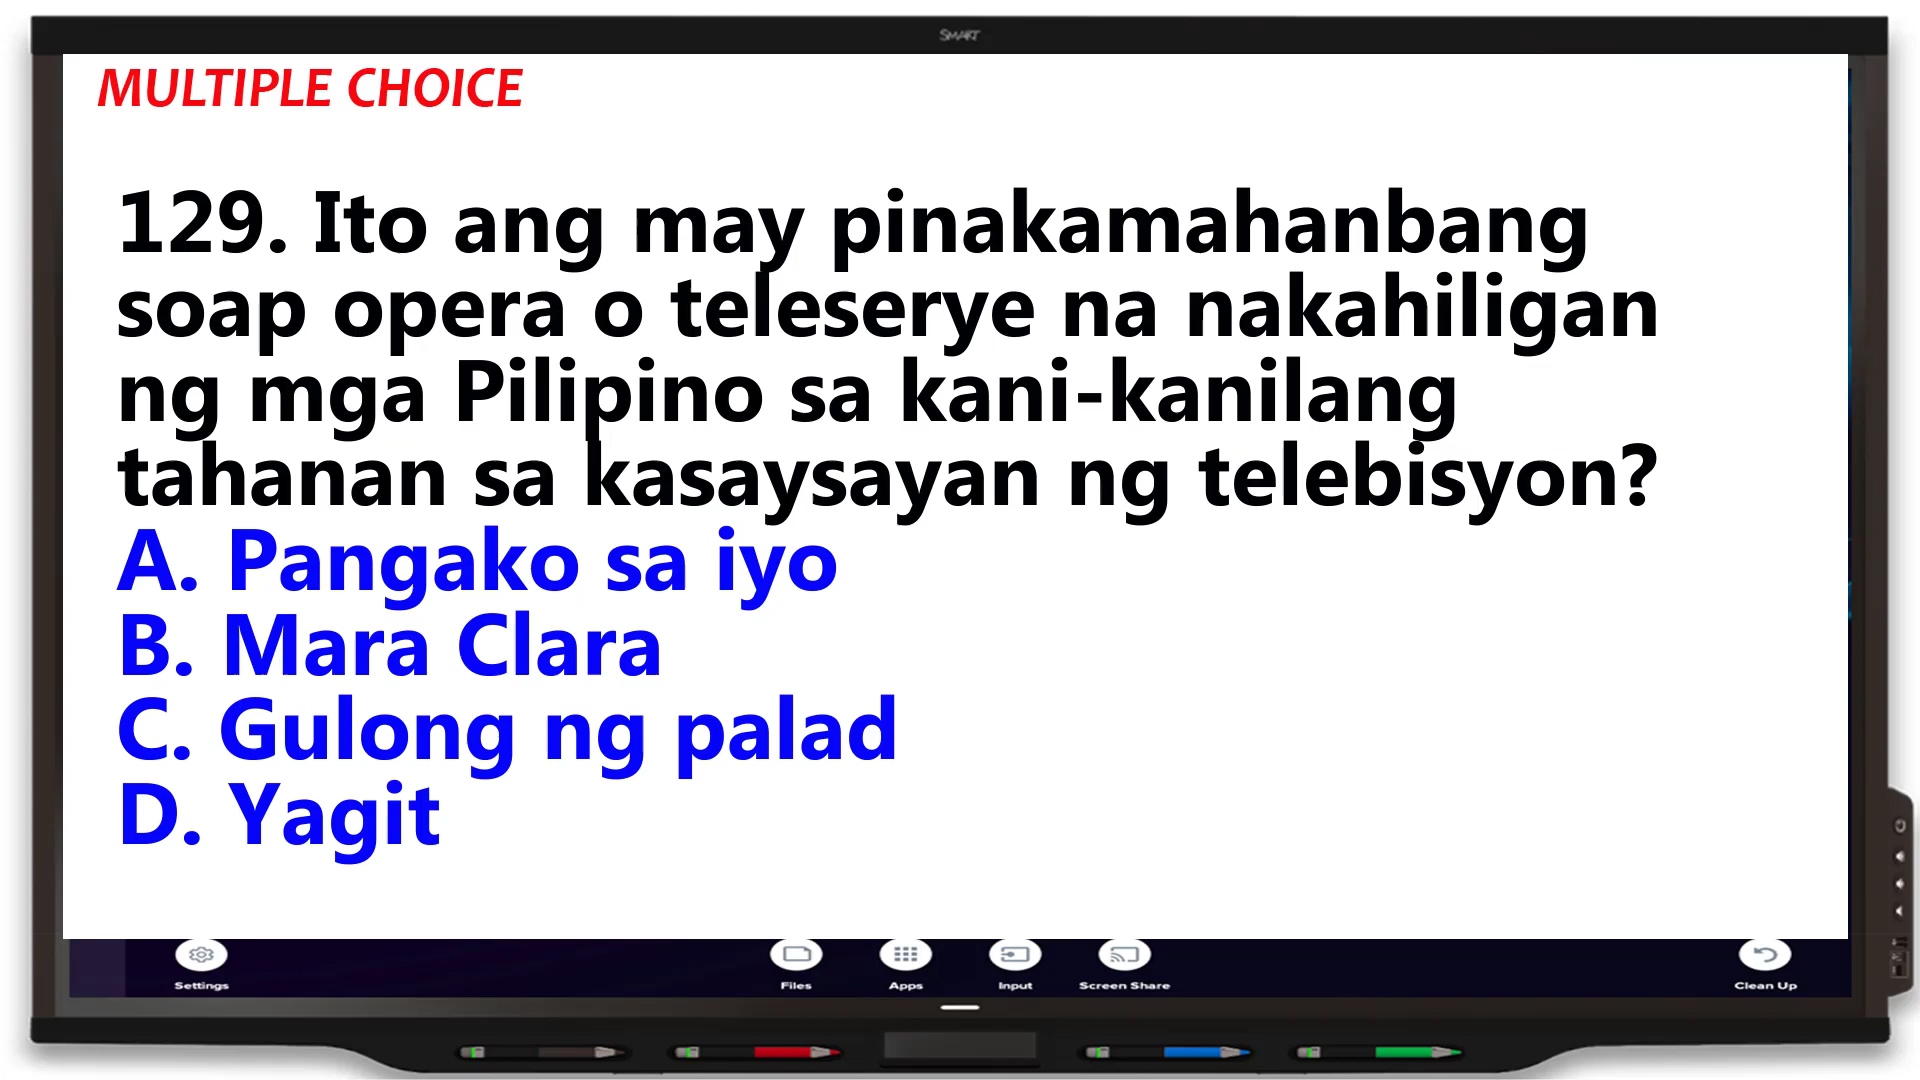 SMART
MULTIPLE CHOICE
129. Ito ang may pinakamahanbang
soap opera o teleserye na nakahiligan
ng mga Pilipino sa kani-kanilang
tahanan sa kasaysayan ng telebisyon?
A. Pangako sa iyo
B. Mara Clara
C. Gulong ng palad
D. Yagit
Settings
Files
Apps
Input
Screen Share
Clean Up